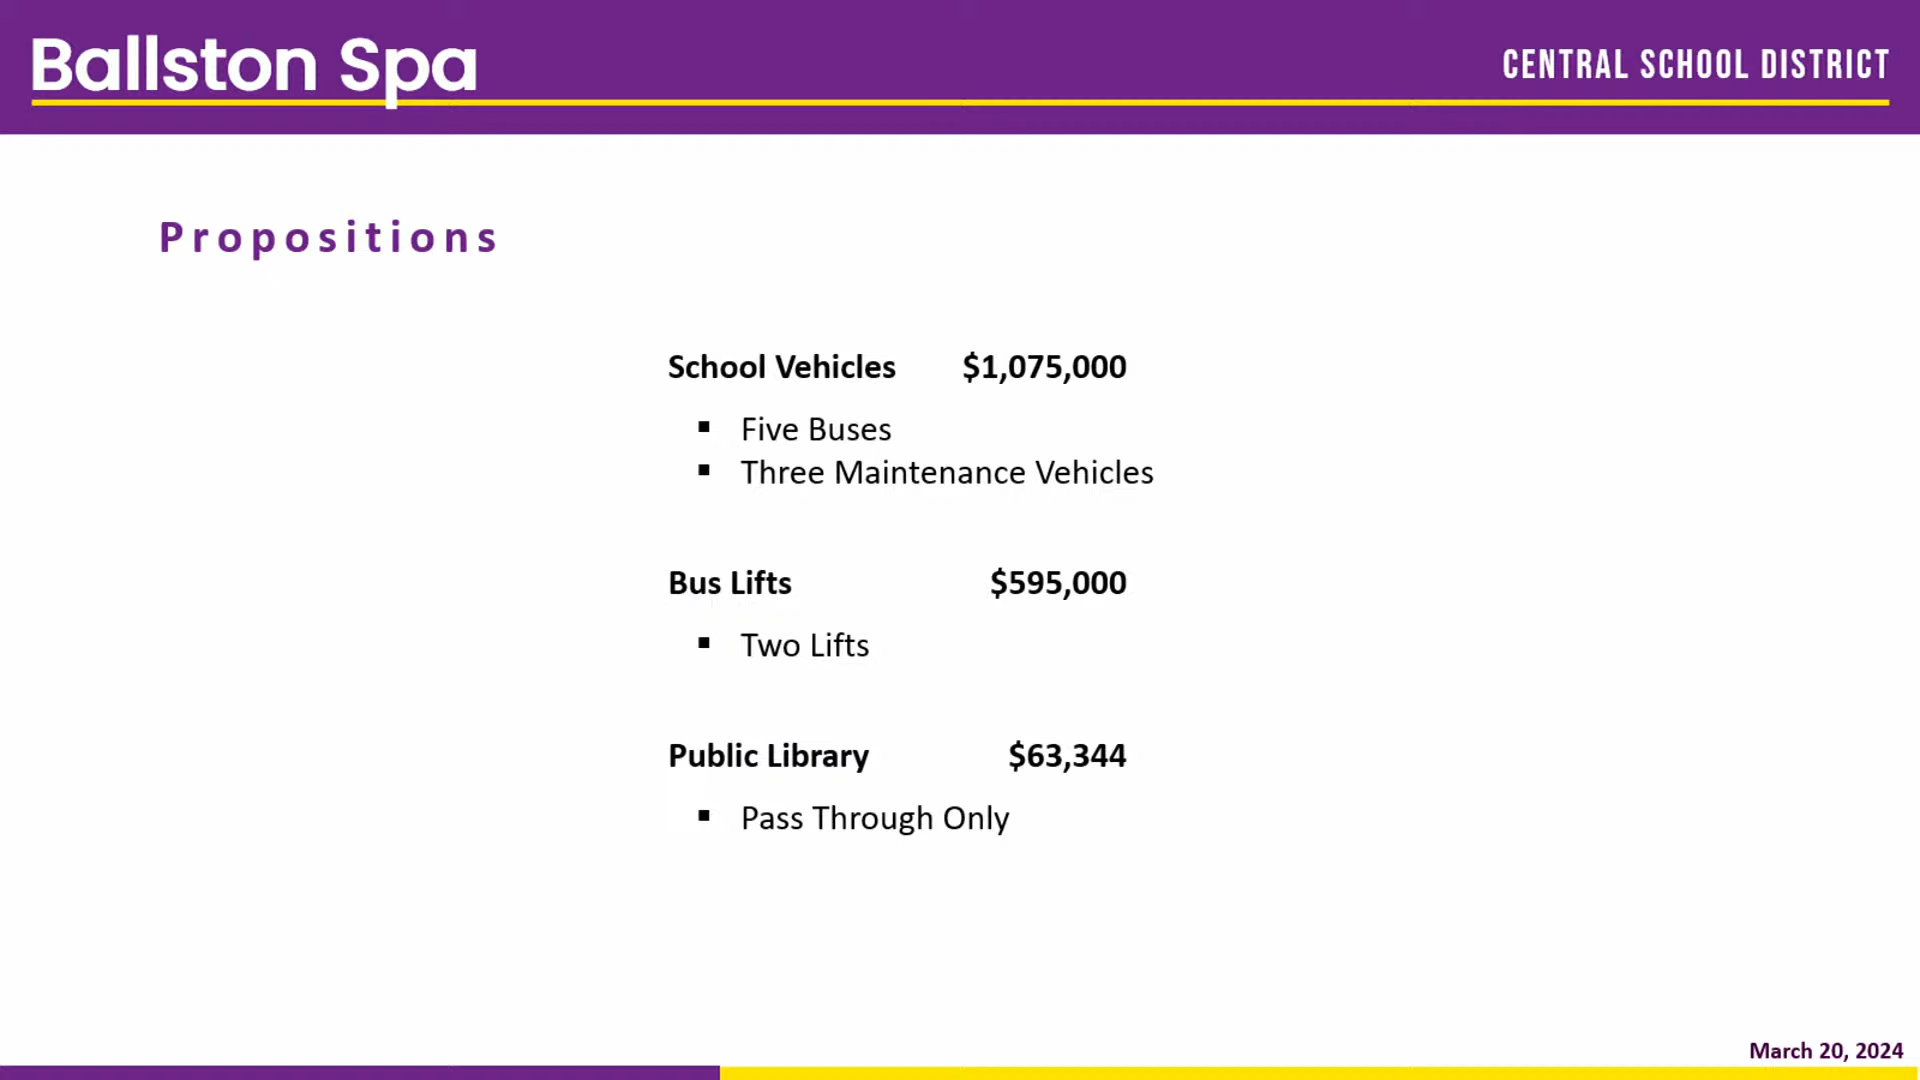 Ballston Spa
CENTRAL SCHOOL DISTRICT
Propositions
School Vehicles $1,075,000
▪ Five Buses
▪ Three Maintenance Vehicles
Bus Lifts $595,000
▪ Two Lifts
Public Library $63,344
▪ Pass Through Only
March 20, 2024